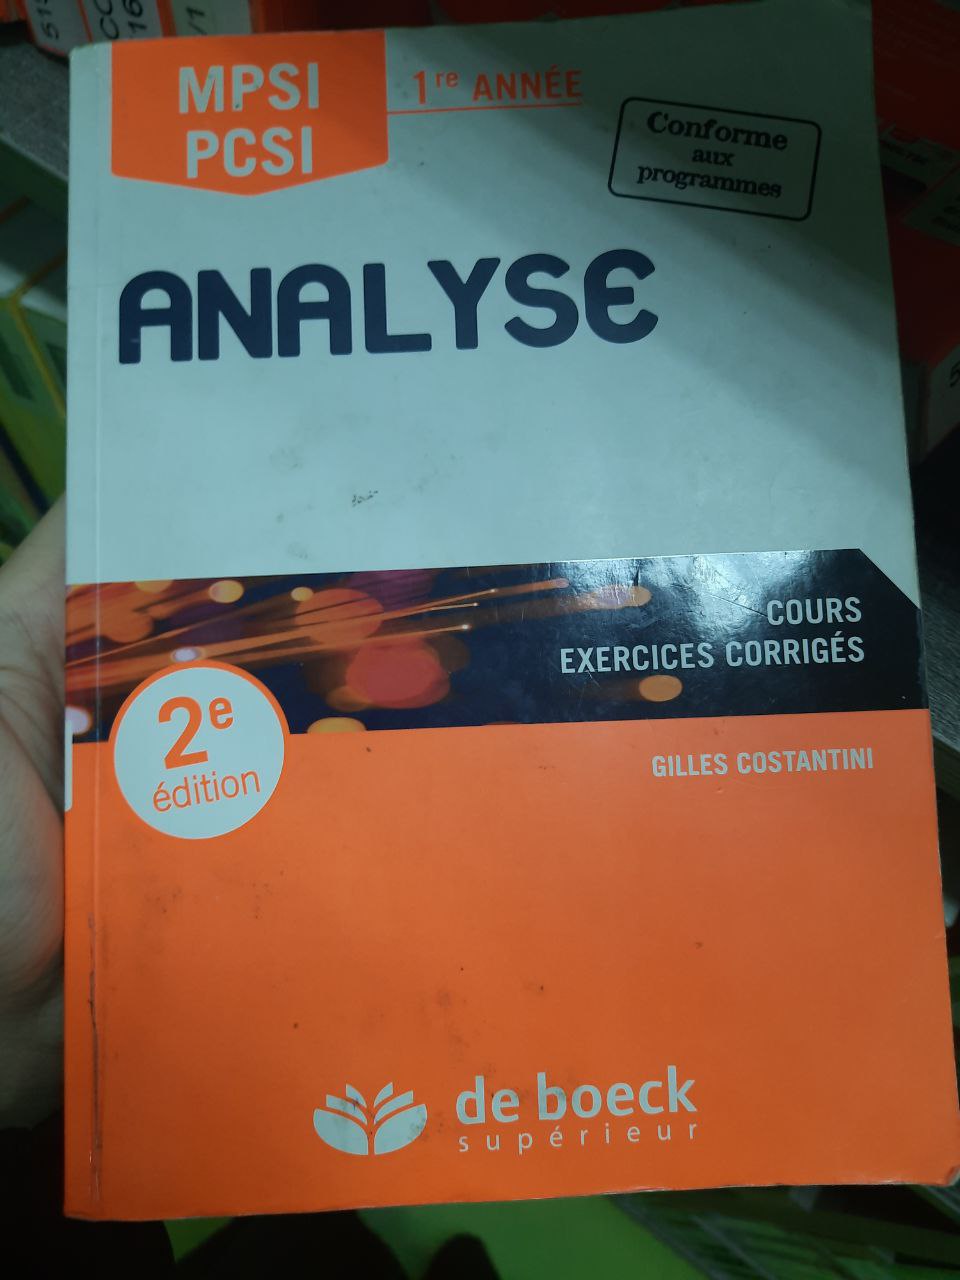 MPSI
PCSI
1re ANNÉE
Conforme
aux
programmes
ANALYSE
COURS
EXERCICES CORRIGÉS
2e
édition
GILLES COSTANTINI
de boeck
supérieur